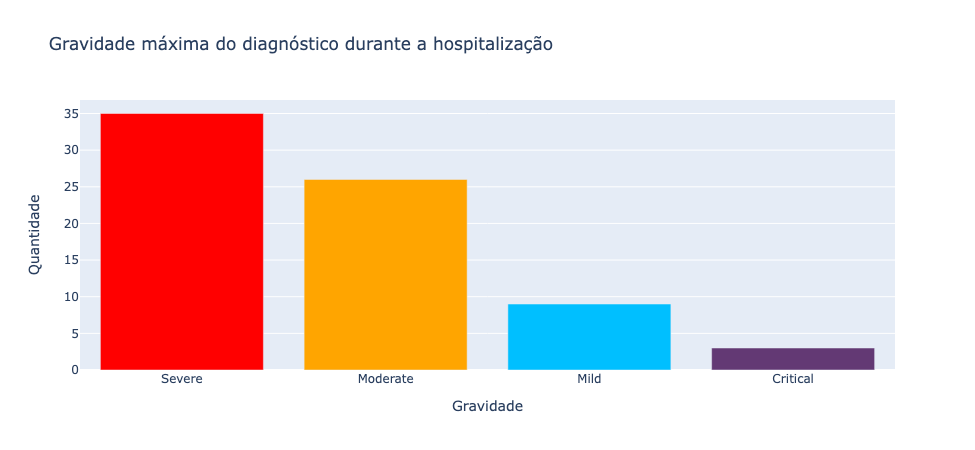 Gravidade máxima do diagnóstico durante a hospitalização
Quantidade
35
30
25
20
15
10
5
0
Severe
Moderate
Mild
Critical
Gravidade